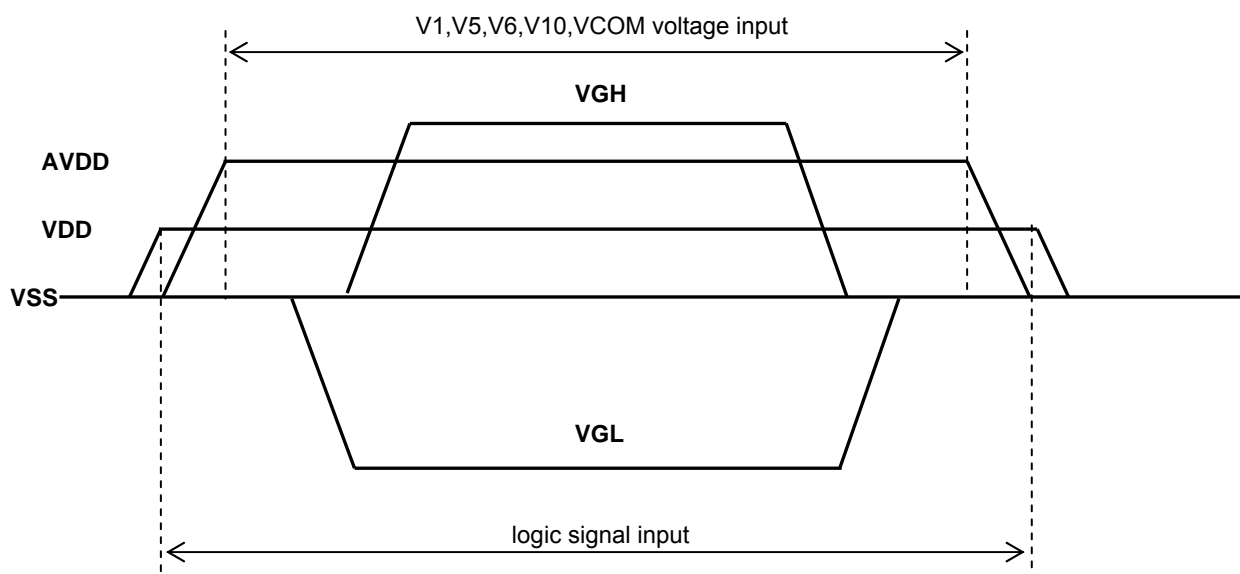 V1,V5,V6,V10,VCOM voltage input
VGH
AVDD
VDD
VSS
VGL
logic signal input